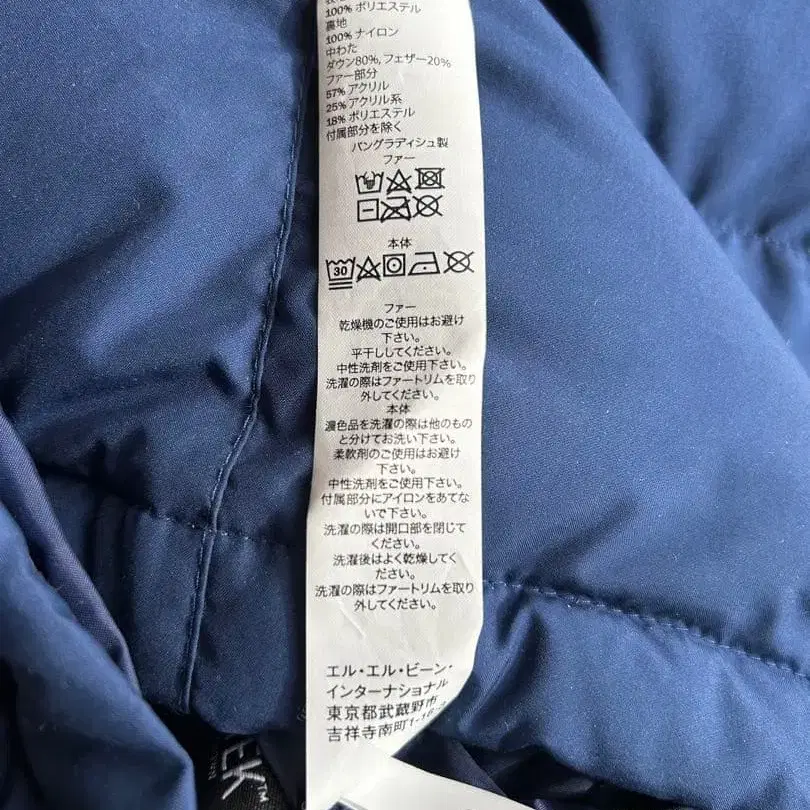 100% ポリエステル
裏地
100% ナイロン
中わた
ダウン80%, フェザー20%
ファー部分
57% アクリル
25% アクリル系
18% ポリエステル
付属部分を除く
バングラディシュ製
ファー
本体
30
ファー
乾燥機のご使用はお避け
下さい。
平干ししてください。
中性洗剤をご使用下さい。
洗濯の際はファートリムを取り
外してください。
本体
濃色品を洗濯の際は他のもの
と分けてお洗い下さい。
柔軟剤のご使用はお避け
下さい。
中性洗剤をご使用ください。
付属部分にアイロンをあてな
いで下さい。
洗濯の際は開口部を閉じて
ください。
洗濯後はよく乾燥してく
ださい。
洗濯の際はファートリムを取り
外してください。
エル・エル・ビーン・
インターナショナル
東京都武蔵野市
吉祥寺南町
EK™